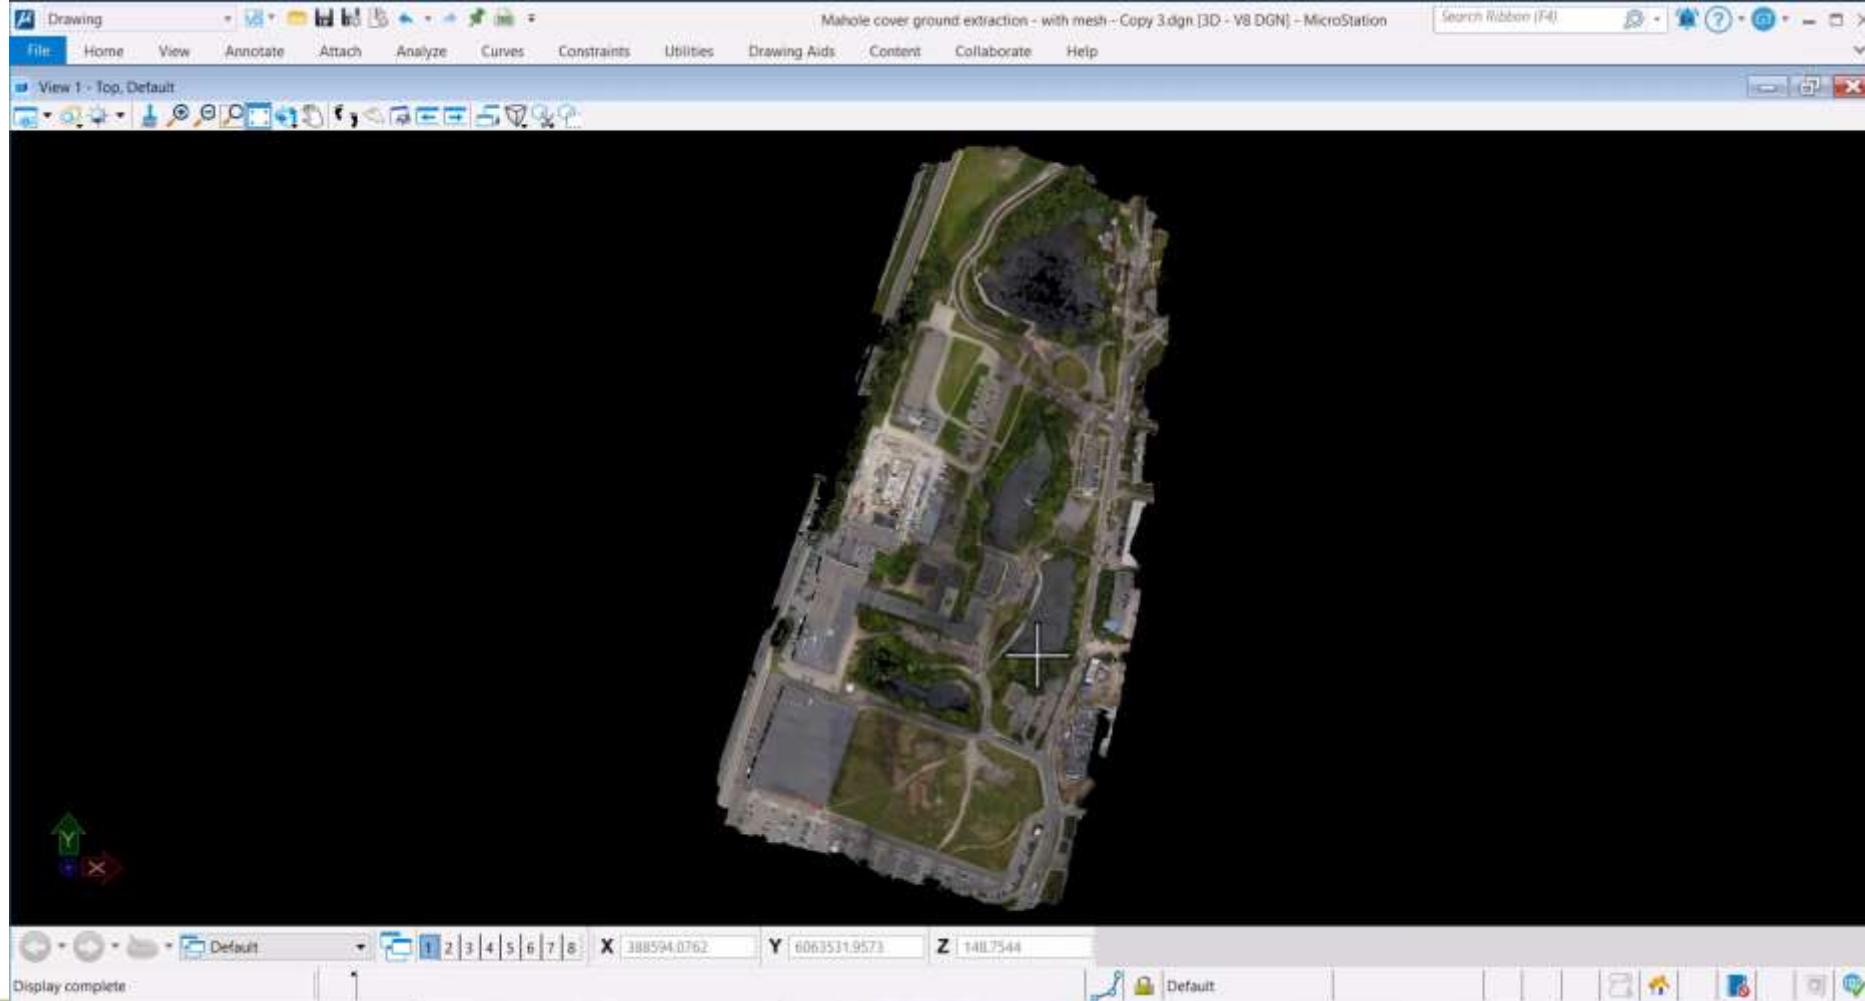 Drawing
Mahole cover ground extraction - with mesh - Copy 3.dgn [3D - V8 DGN] - MicroStation
Search Ribbon (F4)
File Home View Annotate Attach Analyze Curves Constraints Utilities Drawing Aids Content Collaborate Help
View 1 - Top, Default
Y
X
Default 1 2 3 4 5 6 7 8 X 388594.0762 Y 6063531.9573 Z 148.7544
Display complete Default